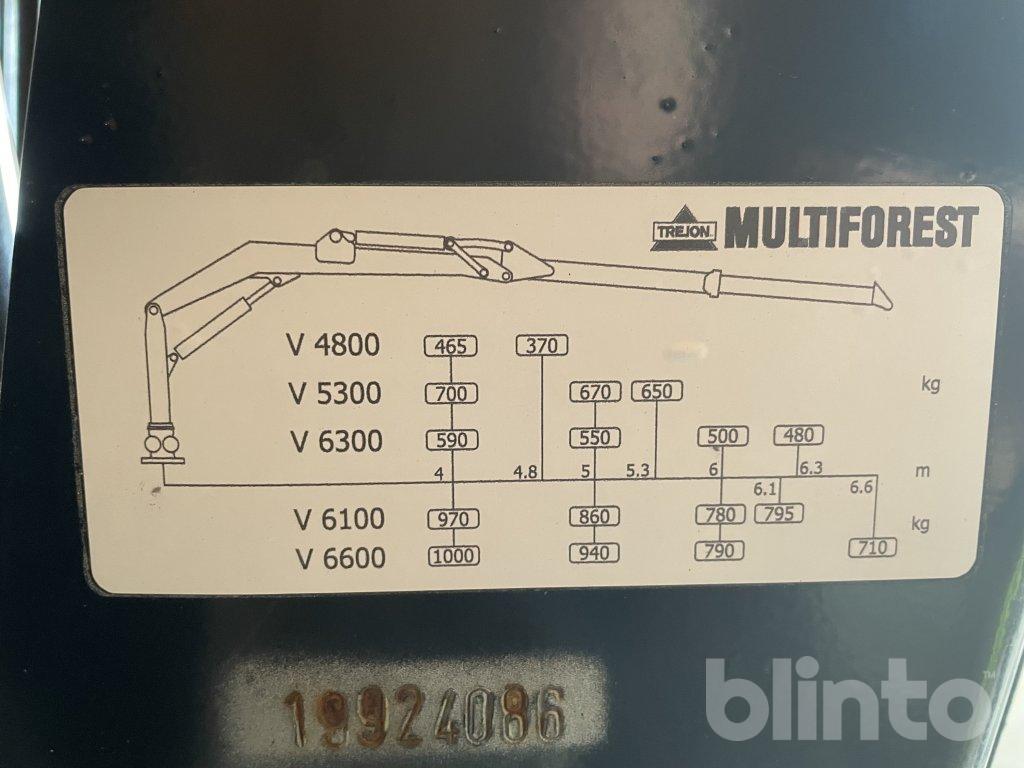 TREJON MULTIFOREST
V 4800 465 370
V 5300 700 670 650 kg
V 6300 590 550 500 480
4 4.8 5 5.3 6 6.3 m
6.1 6.6
V 6100 970 860 780 795 kg
V 6600 1000 940 790 710
19924086
blinto™